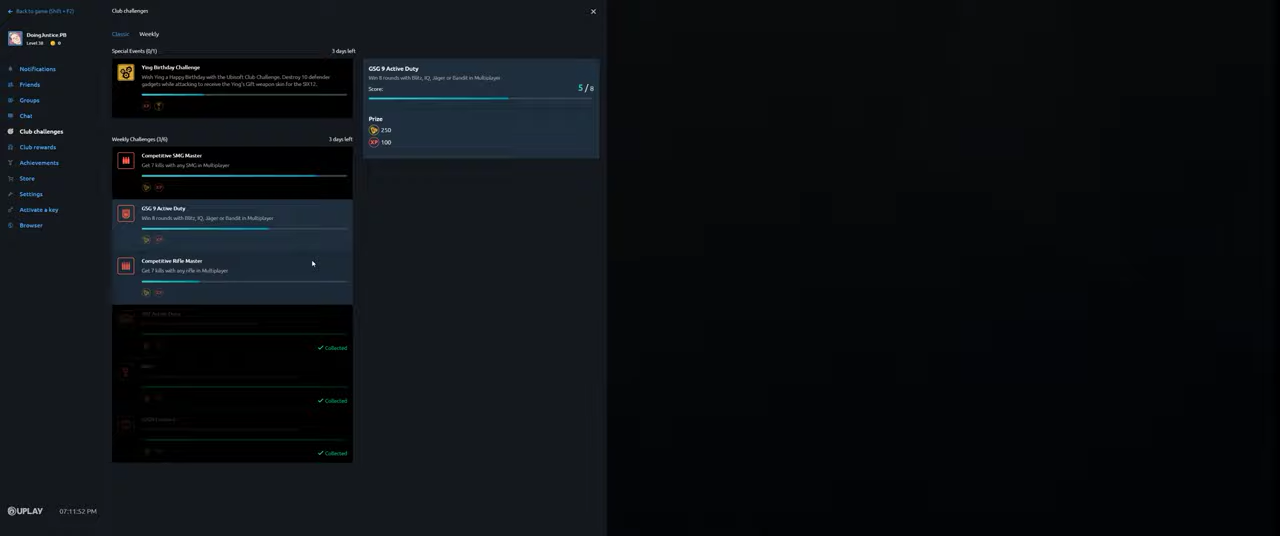 Back to game (Shift + F2)
Club challenges
DoingJustice.PB
Level 38
0
Classic
Weekly
Special Events (0/1)
3 days left
Ying Birthday Challenge
Wish Ying a Happy Birthday with the Ubisoft Club Challenge. Destroy 10 defender
gadgets while attacking to receive the Ying's Gift weapon skin for the SIX12.
XP
Weekly Challenges (3/6)
3 days left
Competitive SMG Master
Get 7 kills with any SMG in Multiplayer
XP
GSG 9 Active Duty
Win 8 rounds with Blitz, IQ, Jäger or Bandit in Multiplayer
XP
Competitive Rifle Master
Get 7 kills with any rifle in Multiplayer
XP
Collected
Collected
Collected
GSG 9 Active Duty
Win 8 rounds with Blitz, IQ, Jäger or Bandit in Multiplayer
Score:
5 / 8
Prize
250
XP 100
Notifications
Friends
Groups
Chat
Club challenges
Club rewards
Achievements
Store
Settings
Activate a key
Browser
UPLAY
07:11:52 PM